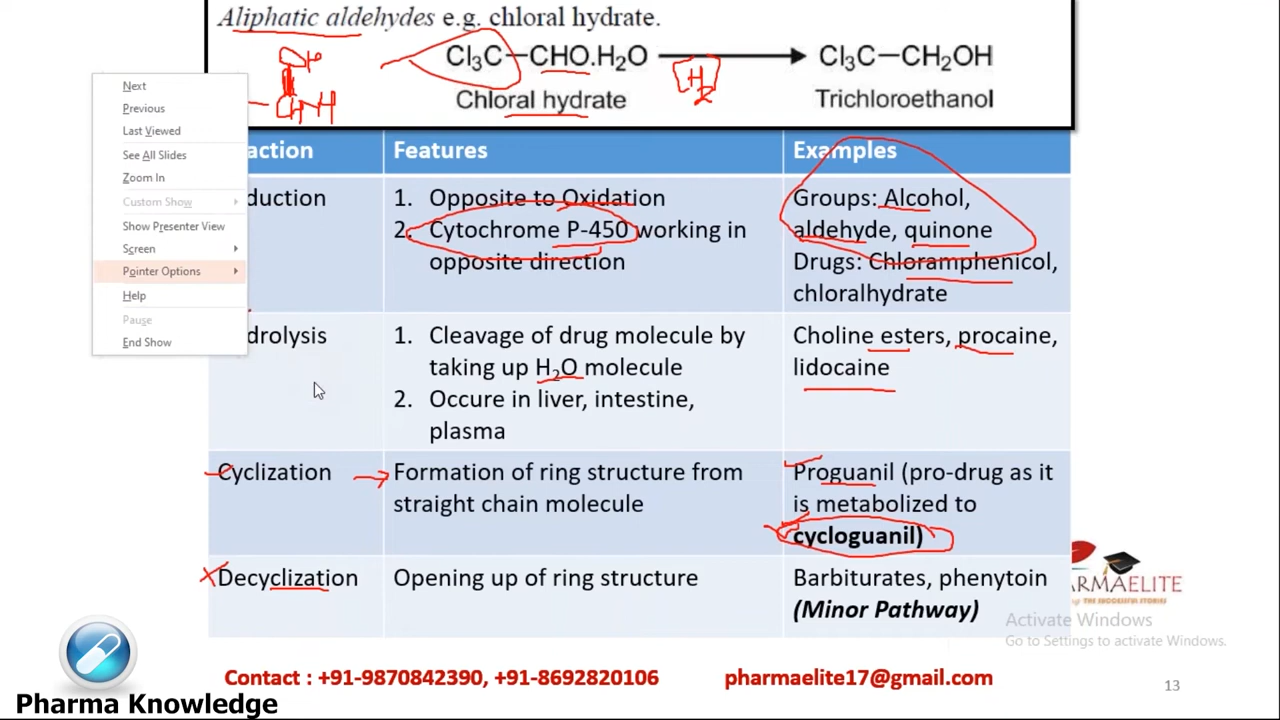 Aliphatic aldehydes e.g. chloral hydrate.
Cl3C—CHO.H2O Cl3C—CH2OH
H2
Chloral hydrate Trichloroethanol
Next
Previous
Last Viewed
See All Slides
Zoom In
Custom Show
Show Presenter View
Screen
Pointer Options
Help
Pause
End Show
action Features Examples
duction 1. Opposite to Oxidation Groups: Alcohol,
2. Cytochrome P-450 working in aldehyde, quinone
opposite direction Drugs: Chloramphenicol,
chloralhydrate
drolysis 1. Cleavage of drug molecule by Choline esters, procaine,
taking up H2O molecule lidocaine
2. Occure in liver, intestine,
plasma
Cyclization Formation of ring structure from Proguanil (pro-drug as it
straight chain molecule is metabolized to
cycloguanil)
Decyclization Opening up of ring structure Barbiturates, phenytoin
(Minor Pathway)
HARMAELITE
THE SUCCESSFUL STORIES
Activate Windows
Go to Settings to activate Windows.
Contact : +91-9870842390, +91-8692820106 pharmaelite17@gmail.com
13
Pharma Knowledge